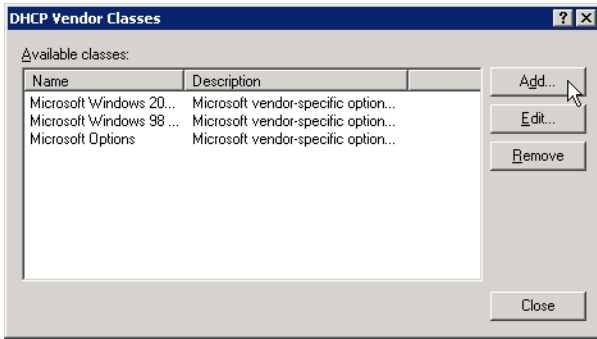 DHCP Vendor Classes
Available classes:
Name Description
Add...
Microsoft Windows 20... Microsoft vendor-specific option...
Microsoft Windows 98 ... Microsoft vendor-specific option...
Edit...
Microsoft Options Microsoft vendor-specific option...
Remove
Close